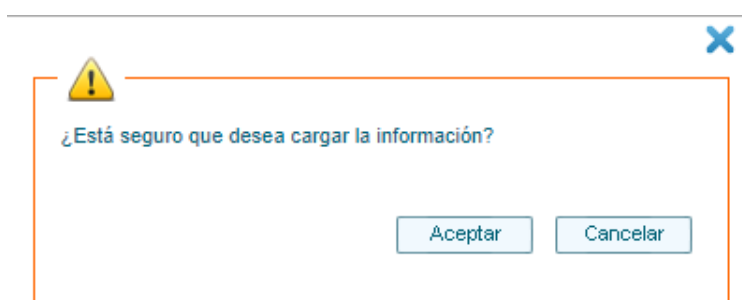 ¿Está seguro que desea cargar la información?
Aceptar Cancelar